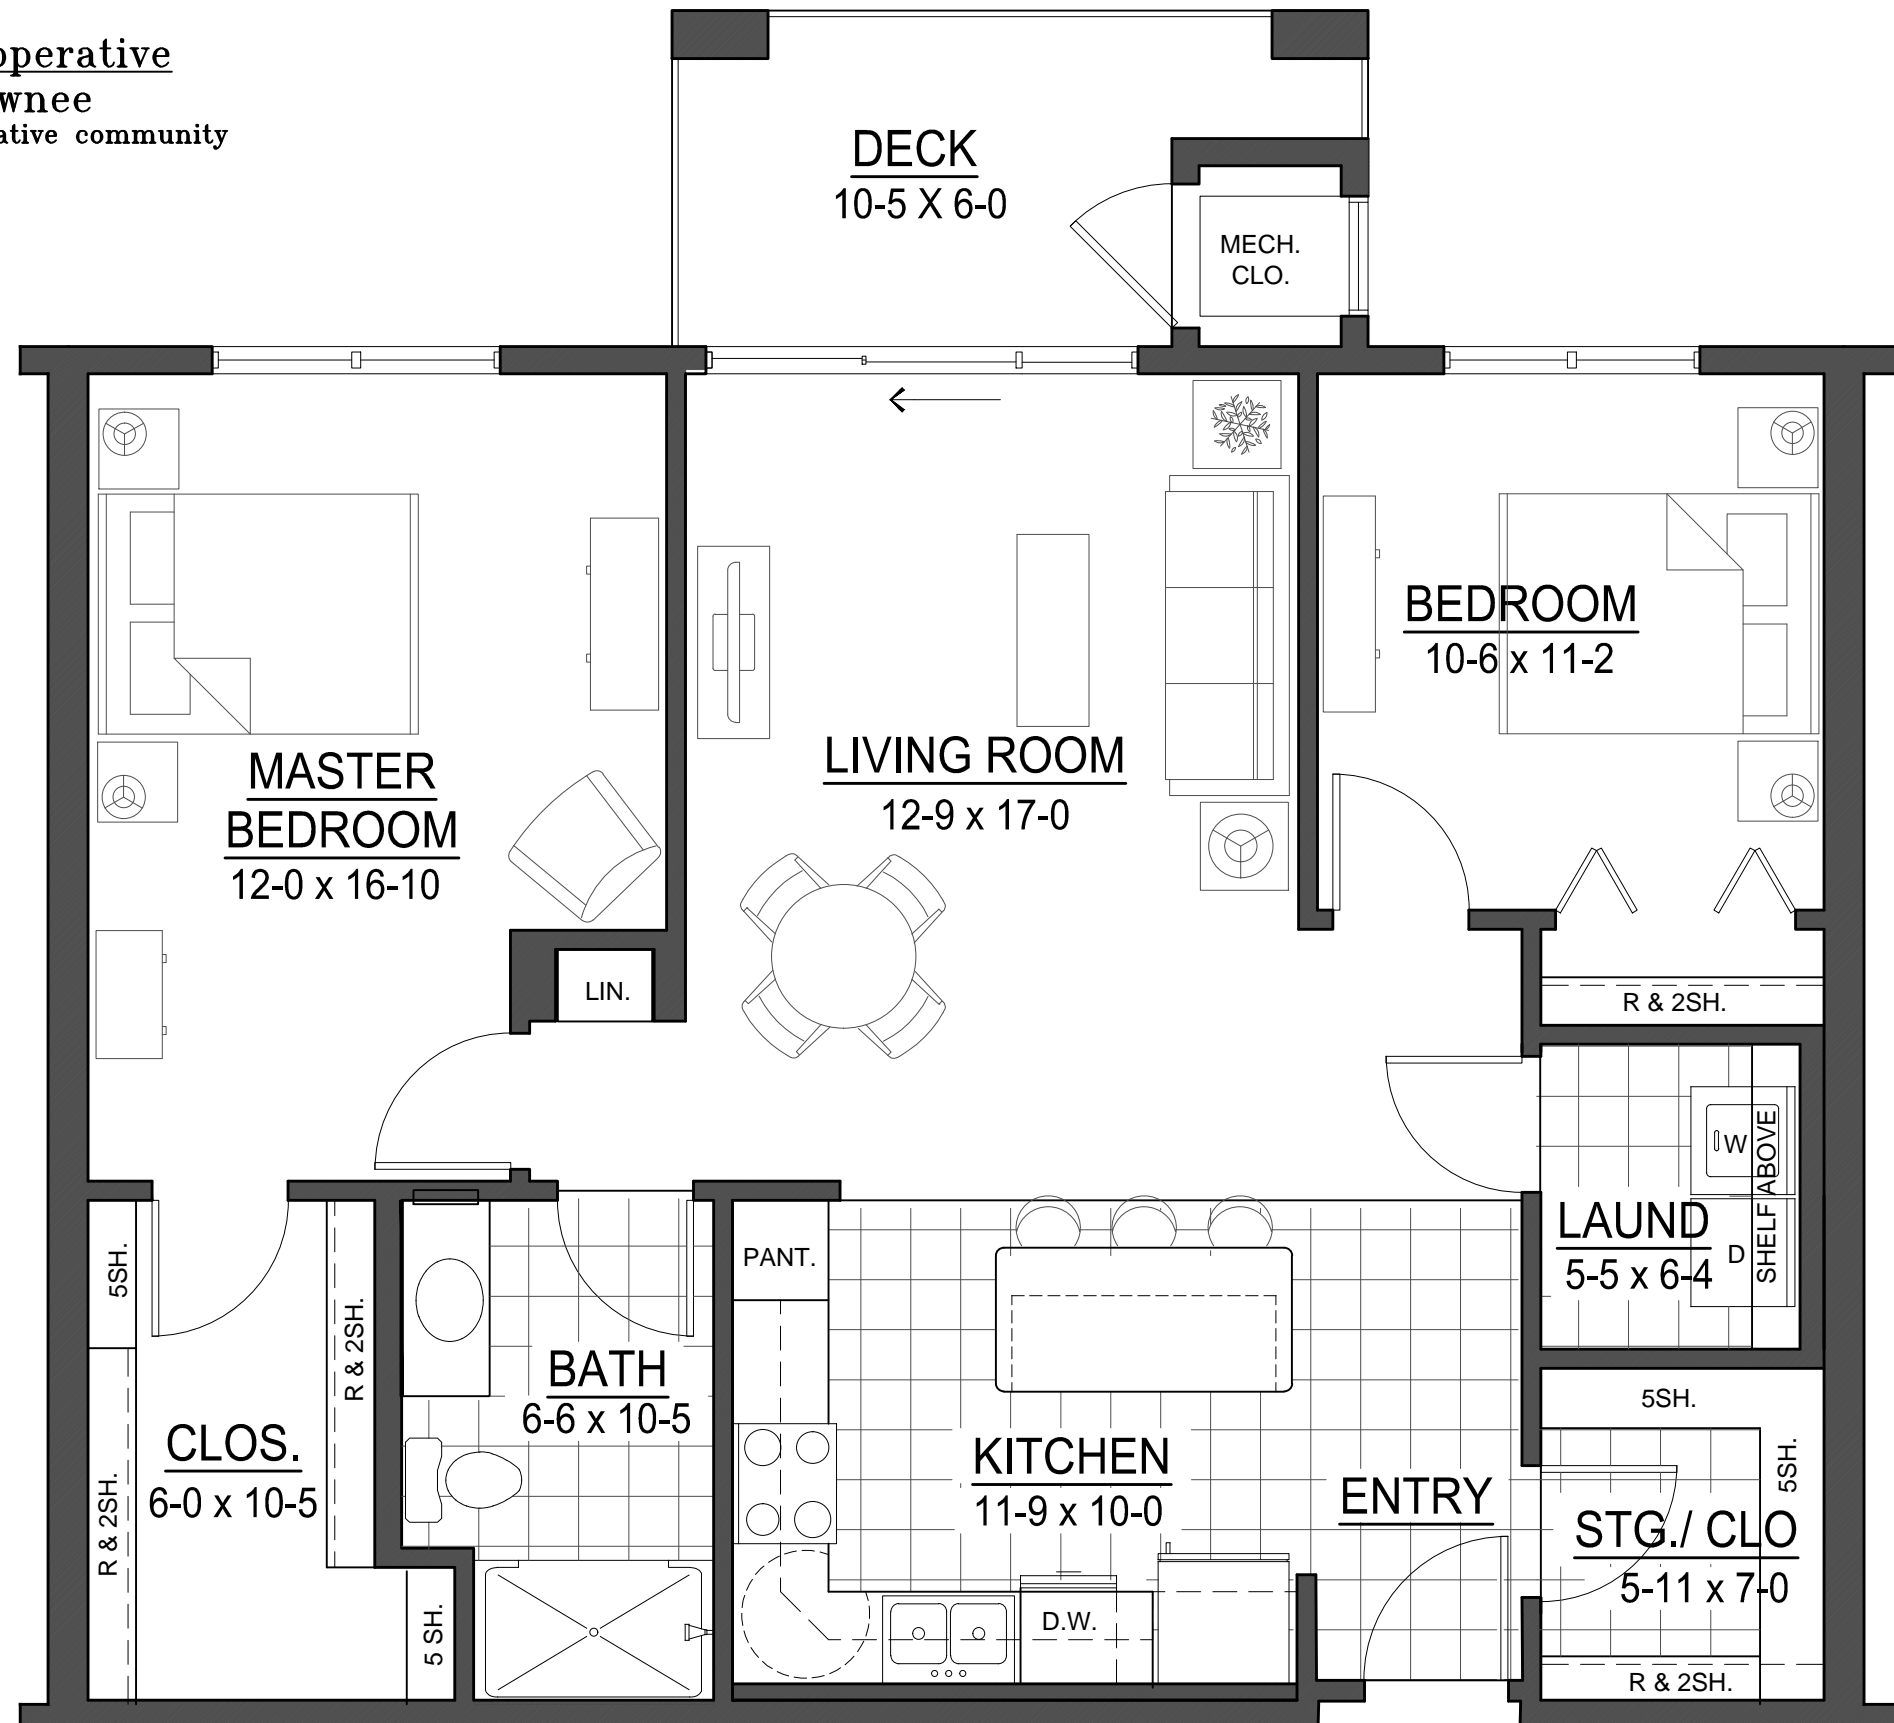 operative
wnee
ative community
DECK
10-5 X 6-0
MECH.
CLO.
BEDROOM
10-6 x 11-2
LIVING ROOM
12-9 x 17-0
MASTER
BEDROOM
12-0 x 16-10
LIN.
R & 2SH.
W
SHELF ABOVE
LAUND
5-5 x 6-4
D
PANT.
5SH.
R & 2SH.
BATH
6-6 x 10-5
CLOS.
6-0 x 10-5
R & 2SH.
5 SH.
KITCHEN
11-9 x 10-0
D.W.
ENTRY
5SH.
5SH.
STG./ CLO
5-11 x 7-0
R & 2SH.